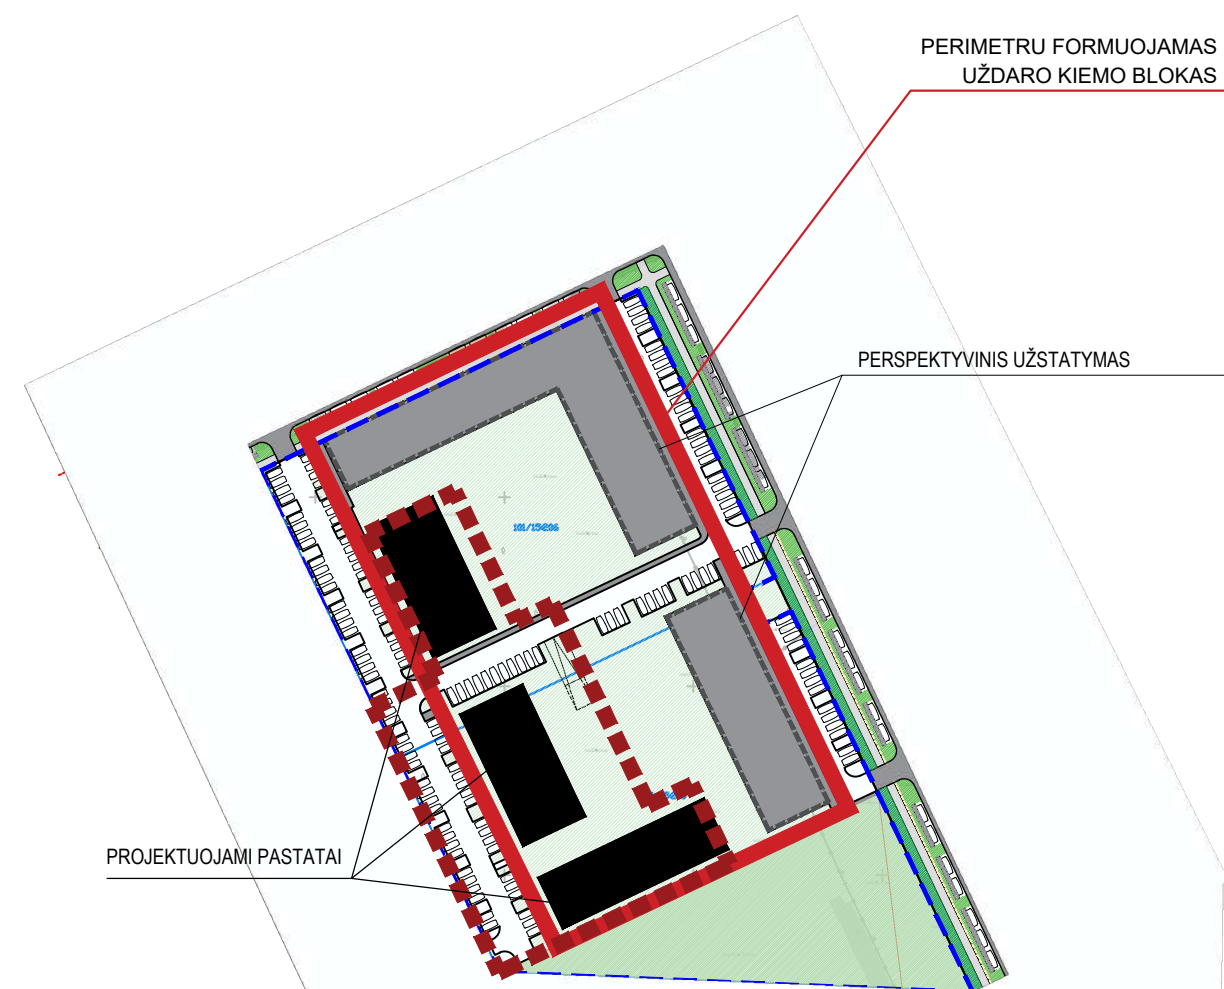 PERIMETRU FORMUOJAMAS
UŽDARO KIEMO BLOKAS
PERSPEKTYVINIS UŽSTATYMAS
PROJEKTUOJAMI PASTATAI